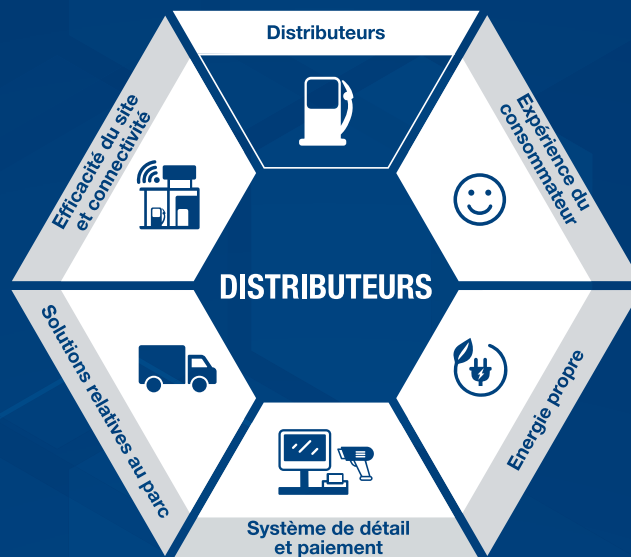 Distributeurs
Efficacité du site
et connectivité
Expérience du
consommateur
DISTRIBUTEURS
Solutions relatives au parc
Energie propre
Système de détail
et paiement